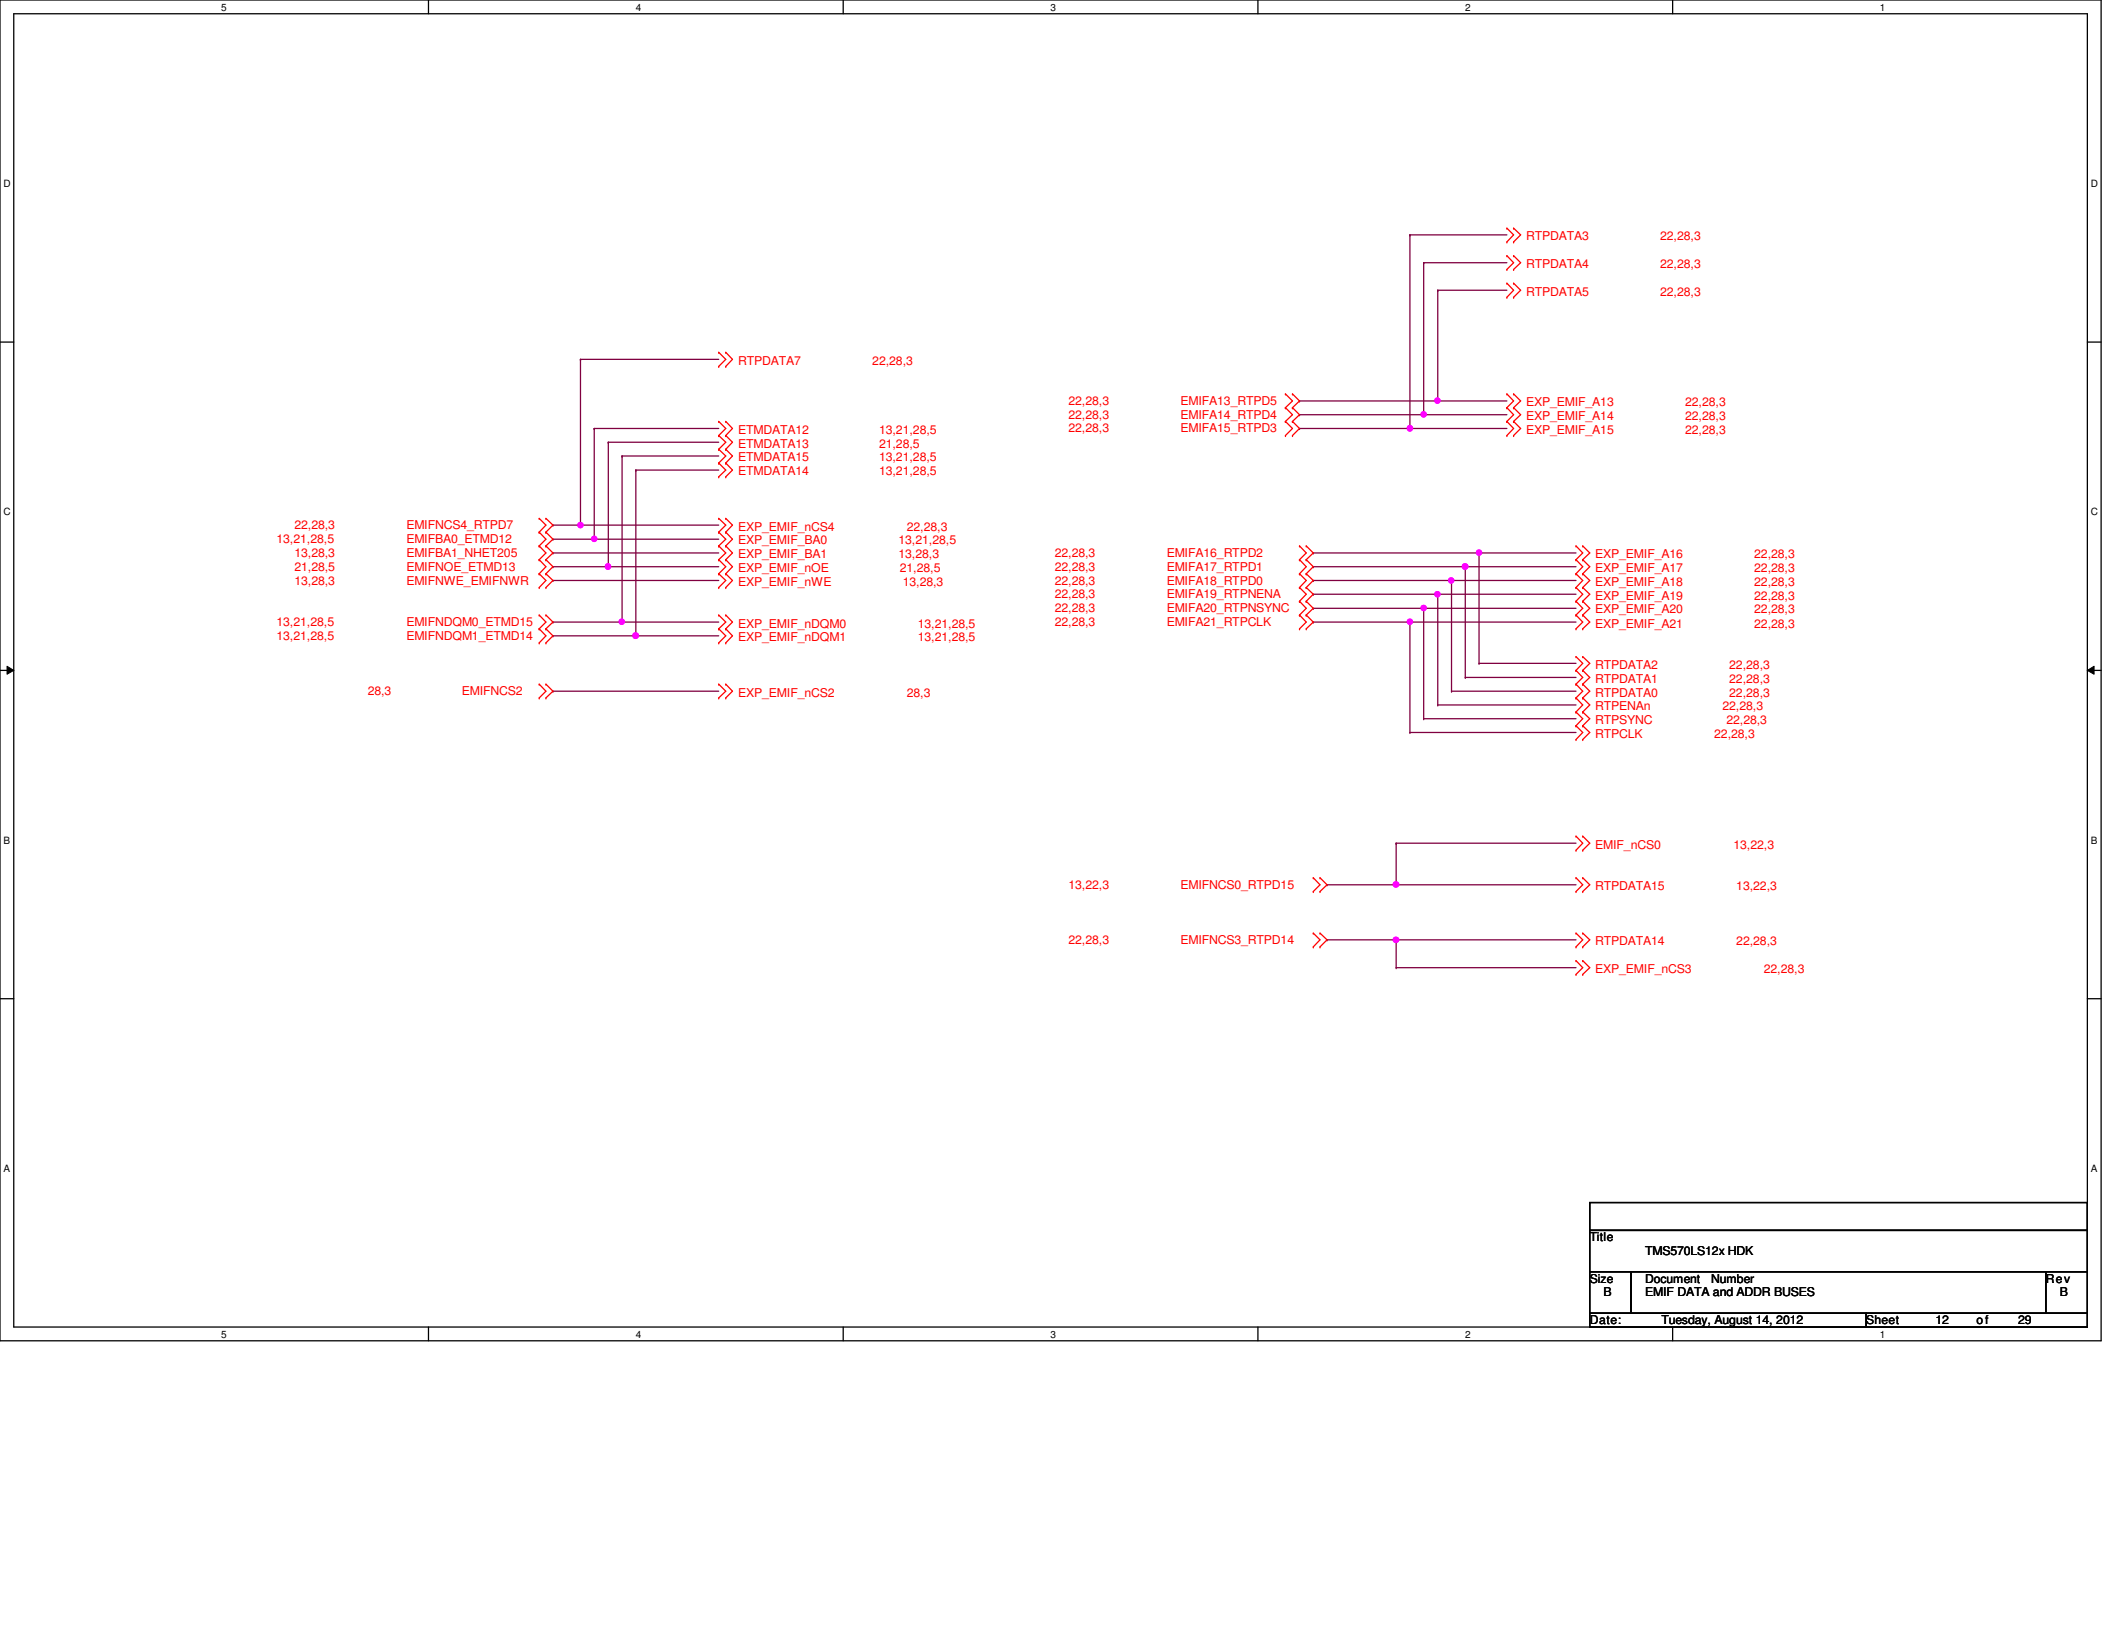 5 4 3 2 1
D D
RTPDATA3 22,28,3
RTPDATA4 22,28,3
RTPDATA5 22,28,3
RTPDATA7 22,28,3
22,28,3 EMIFA13_RTPD5 EXP_EMIF_A13 22,28,3
22,28,3 EMIFA14_RTPD4 EXP_EMIF_A14 22,28,3
22,28,3 EMIFA15_RTPD3 EXP_EMIF_A15 22,28,3
ETMDATA12 13,21,28,5
ETMDATA13 21,28,5
ETMDATA15 13,21,28,5
ETMDATA14 13,21,28,5
C C
22,28,3 EMIFNCS4_RTPD7 EXP_EMIF_nCS4 22,28,3
13,21,28,5 EMIFBA0_ETMD12 EXP_EMIF_BA0 13,21,28,5
13,28,3 EMIFBA1_NHET205 EXP_EMIF_BA1 13,28,3
21,28,5 EMIFNOE_ETMD13 EXP_EMIF_nOE 21,28,5
13,28,3 EMIFNWE_EMIFNWR EXP_EMIF_nWE 13,28,3
13,21,28,5 EMIFNDQM0_ETMD15 EXP_EMIF_nDQM0 13,21,28,5
13,21,28,5 EMIFNDQM1_ETMD14 EXP_EMIF_nDQM1 13,21,28,5
28,3 EMIFNCS2 EXP_EMIF_nCS2 28,3
22,28,3 EMIFA16_RTPD2 EXP_EMIF_A16 22,28,3
22,28,3 EMIFA17_RTPD1 EXP_EMIF_A17 22,28,3
22,28,3 EMIFA18_RTPD0 EXP_EMIF_A18 22,28,3
22,28,3 EMIFA19_RTPNENA EXP_EMIF_A19 22,28,3
22,28,3 EMIFA20_RTPNSYNC EXP_EMIF_A20 22,28,3
22,28,3 EMIFA21_RTPCLK EXP_EMIF_A21 22,28,3
RTPDATA2 22,28,3
RTPDATA1 22,28,3
RTPDATA0 22,28,3
RTPENAn 22,28,3
RTPSYNC 22,28,3
RTPCLK 22,28,3
B B
EMIF_nCS0 13,22,3
13,22,3 EMIFNCS0_RTPD15 RTPDATA15 13,22,3
22,28,3 EMIFNCS3_RTPD14 RTPDATA14 22,28,3
EXP_EMIF_nCS3 22,28,3
A A
Title
TMS570LS12x HDK
Size Document Number Rev
B EMIF DATA and ADDR BUSES B
Date: Tuesday, August 14, 2012 Sheet 12 of 29
5 4 3 2 1